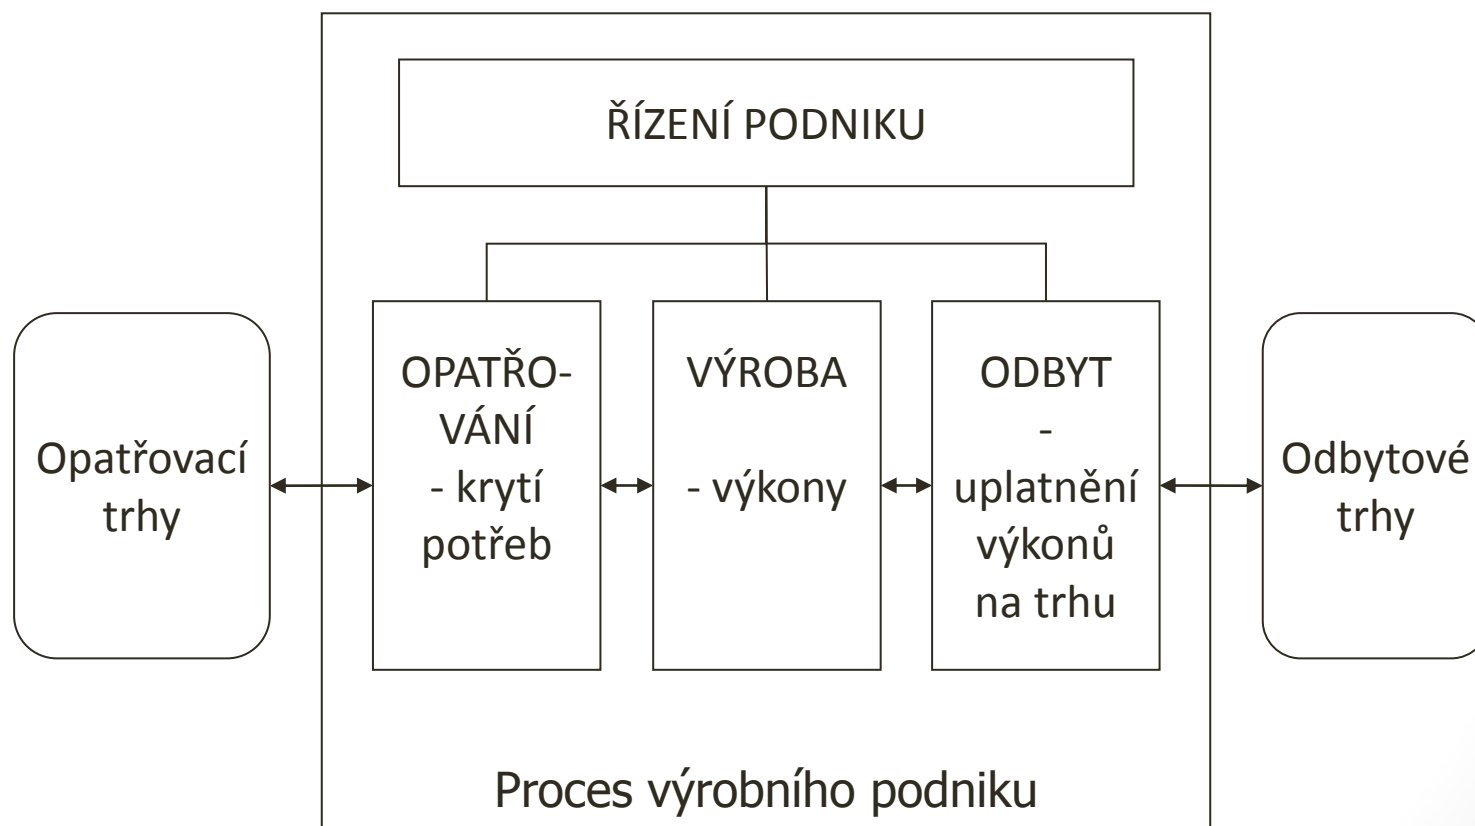 ŘÍZENÍ PODNIKU
Opatřovací
trhy
OPATŘO-
VÁNÍ
- krytí
potřeb
VÝROBA
- výkony
ODBYT
-
uplatnění
výkonů
na trhu
Odbytové
trhy
Proces výrobního podniku